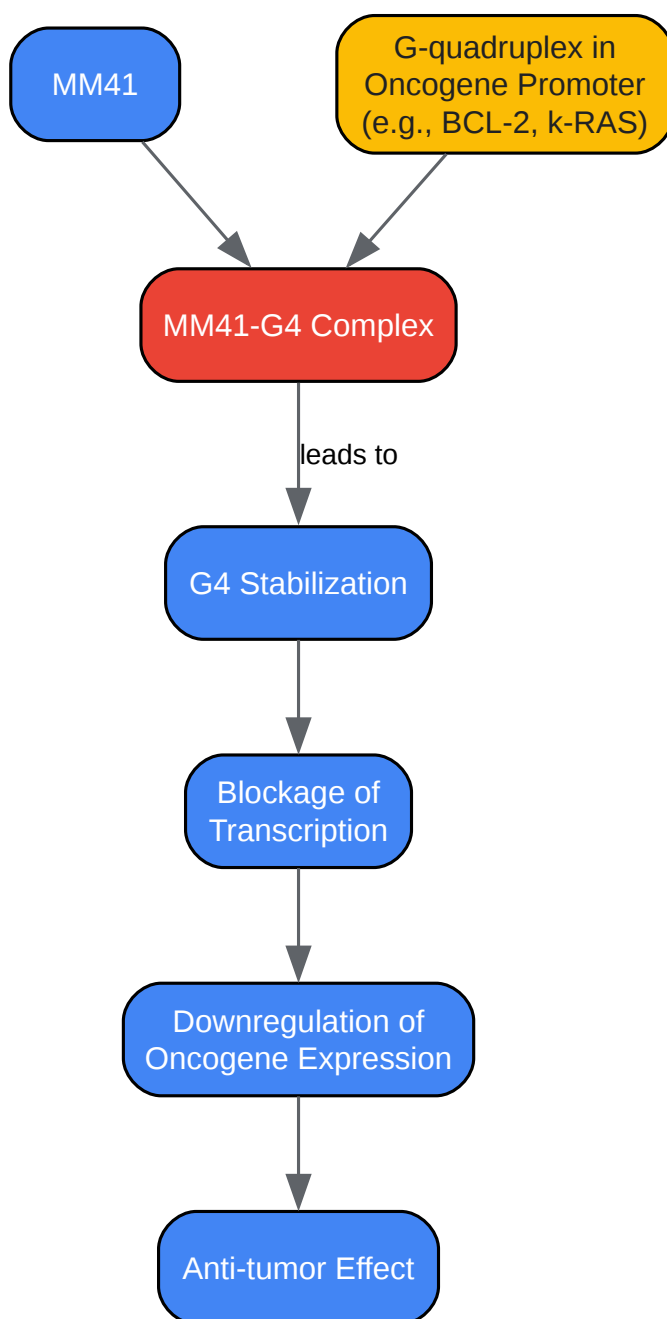 MM41
G-quadruplex in
Oncogene Promoter
(e.g., BCL-2, k-RAS)
MM41-G4 Complex
leads to
G4 Stabilization
Blockage of
Transcription
Downregulation of
Oncogene Expression
Anti-tumor Effect